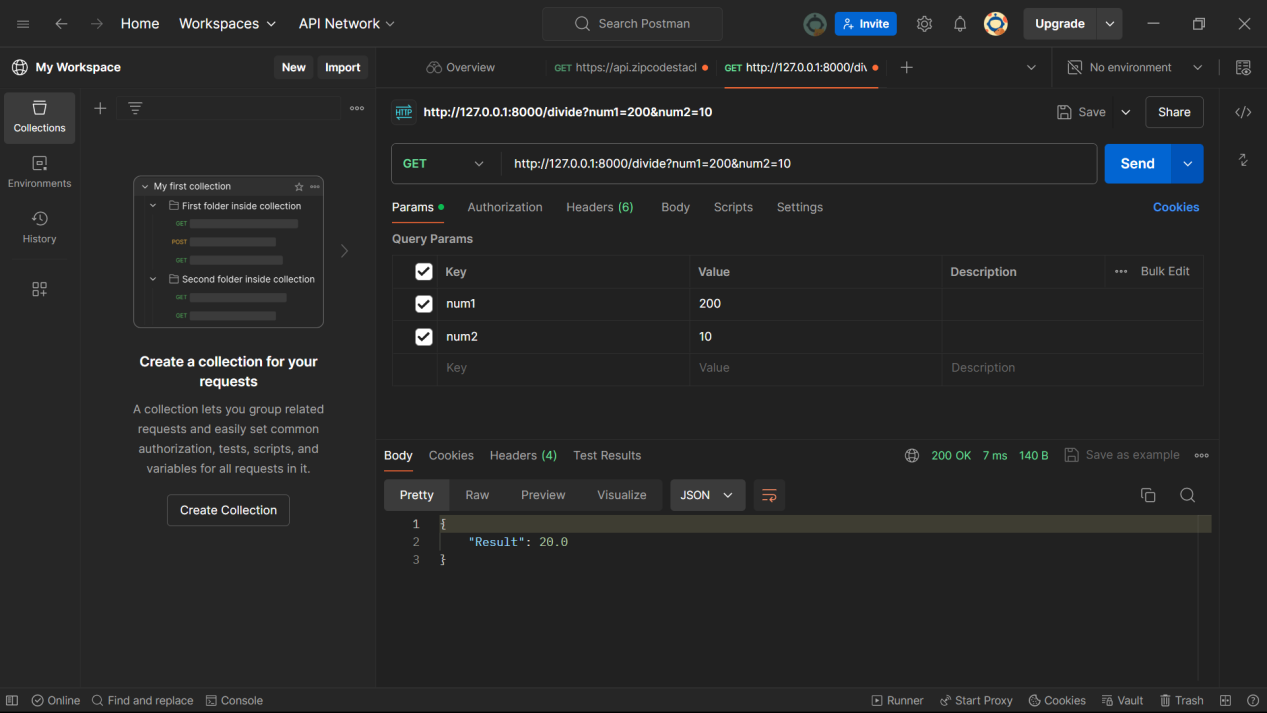 Home Workspaces API Network Search Postman Invite Upgrade
My Workspace New Import Overview GET https://api.zipcodestacl GET http://127.0.0.1:8000/div No environment
Collections
Environments
History
My first collection
First folder inside collection
GET
POST
GET
Second folder inside collection
GET
GET
Create a collection for your
requests
A collection lets you group related
requests and easily set common
authorization, tests, scripts, and
variables for all requests in it.
Create Collection
HTTP http://127.0.0.1:8000/divide?num1=200&num2=10 Save Share
GET http://127.0.0.1:8000/divide?num1=200&num2=10 Send
Params Authorization Headers (6) Body Scripts Settings Cookies
Query Params
Key Value Description Bulk Edit
num1 200
num2 10
Key Value Description
Body Cookies Headers (4) Test Results 200 OK 7 ms 140 B Save as example
Pretty Raw Preview Visualize JSON
1 {
2 "Result": 20.0
3 }
Online Find and replace Console Runner Start Proxy Cookies Vault Trash